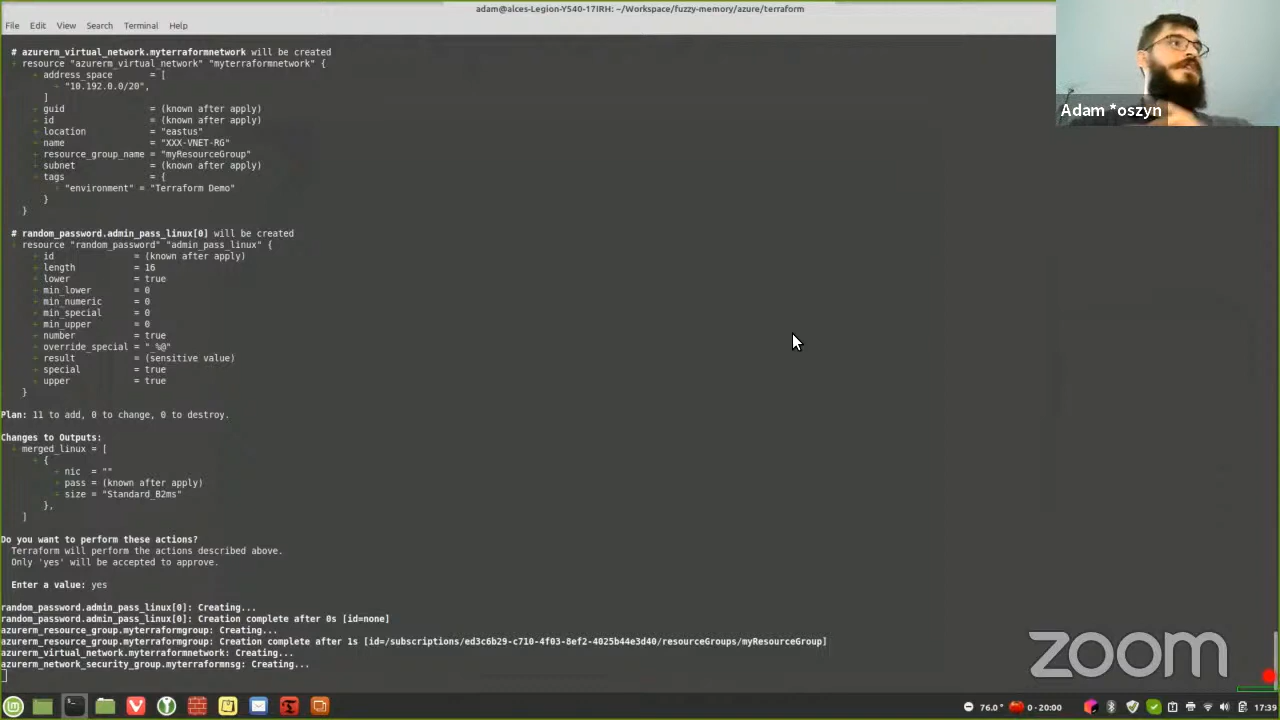 adam@alces-Legion-Y540-17IRH: ~/Workspace/fuzzy-memory/azure/terraform
File Edit View Search Terminal Help
# azurerm_virtual_network.myterraformnetwork will be created
+ resource "azurerm_virtual_network" "myterraformnetwork" {
+ address_space = [
+ "10.192.0.0/20",
]
+ guid = (known after apply)
+ id = (known after apply)
+ location = "eastus"
+ name = "XXX-VNET-RG"
+ resource_group_name = "myResourceGroup"
+ subnet = (known after apply)
+ tags = {
+ "environment" = "Terraform Demo"
}
}
# random_password.admin_pass_linux[0] will be created
+ resource "random_password" "admin_pass_linux" {
+ id = (known after apply)
+ length = 16
+ lower = true
+ min_lower = 0
+ min_numeric = 0
+ min_special = 0
+ min_upper = 0
+ number = true
+ override_special = "_%@"
+ result = (sensitive value)
+ special = true
+ upper = true
}
Plan: 11 to add, 0 to change, 0 to destroy.
Changes to Outputs:
+ merged_linux = [
+ {
+ nic = ""
+ pass = (known after apply)
+ size = "Standard_B2ms"
},
]
Do you want to perform these actions?
Terraform will perform the actions described above.
Only 'yes' will be accepted to approve.
Enter a value: yes
random_password.admin_pass_linux[0]: Creating...
random_password.admin_pass_linux[0]: Creation complete after 0s [id=none]
azurerm_resource_group.myterraformgroup: Creating...
azurerm_resource_group.myterraformgroup: Creation complete after 1s [id=/subscriptions/ed3c6b29-c710-4f03-8ef2-4025b44e3d40/resourceGroups/myResourceGroup]
azurerm_virtual_network.myterraformnetwork: Creating...
azurerm_network_security_group.myterraformnsg: Creating...
Adam *oszyn
zoom
76.0° 0 - 20:00 17:39